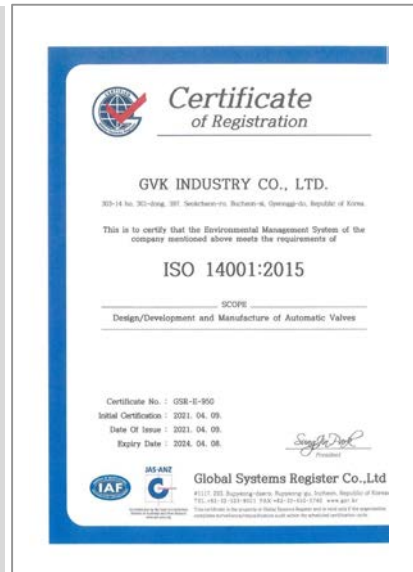 Certificate
of Registration
GVK INDUSTRY CO., LTD.
This is to certify that the Environmental Management System of the
company mentioned above meets the requirements of
ISO 14001:2015
SCOPE
Design/Development and Manufacture of Automatic Valves
Certificate No. : GSR-E-950
Initial Certification : 2021. 04. 09.
Date Of Issue : 2021. 04. 09.
Expiry Date : 2024. 04. 08.
President
IAF
JAS-ANZ
Global Systems Register Co.,Ltd